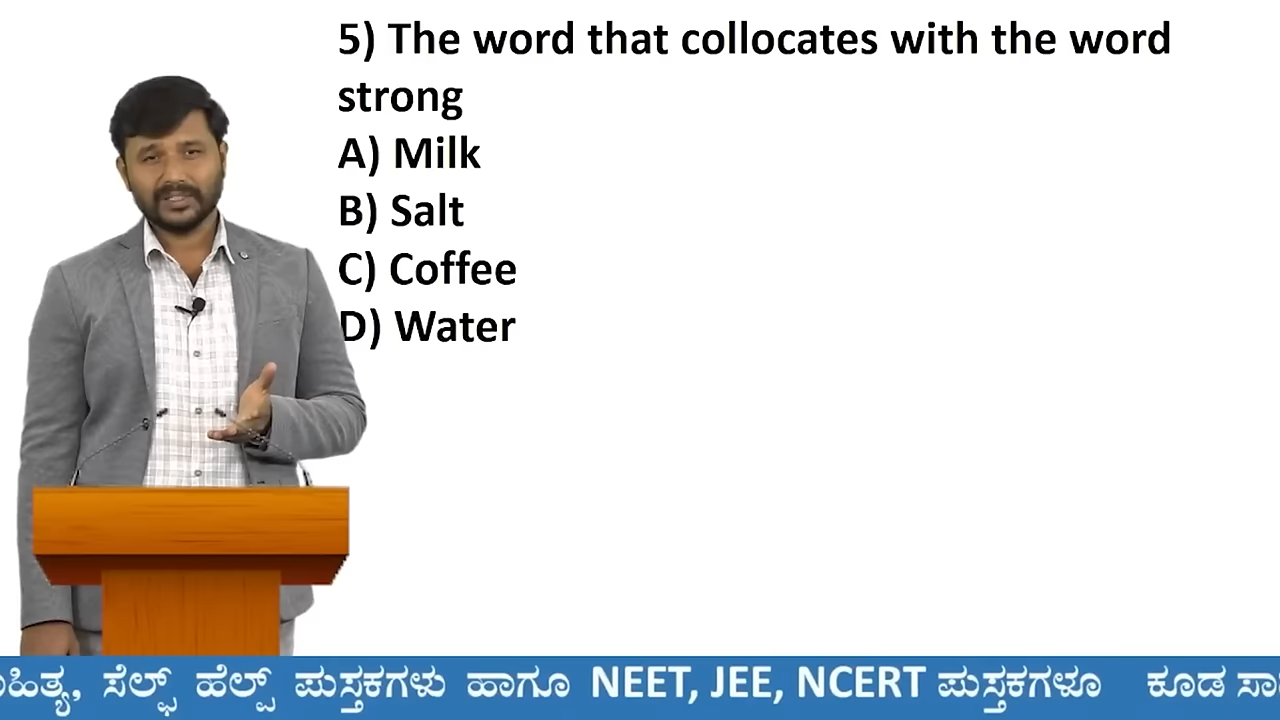 5) The word that collocates with the word
strong
A) Milk
B) Salt
C) Coffee
D) Water
ಸೆಲ್ಫ್ ಹೆಲ್ಪ್ ಪುಸ್ತಕಗಳು ಹಾಗೂ NEET, JEE, NCERT ಪುಸ್ತಕಗಳೂ ಕೂಡ